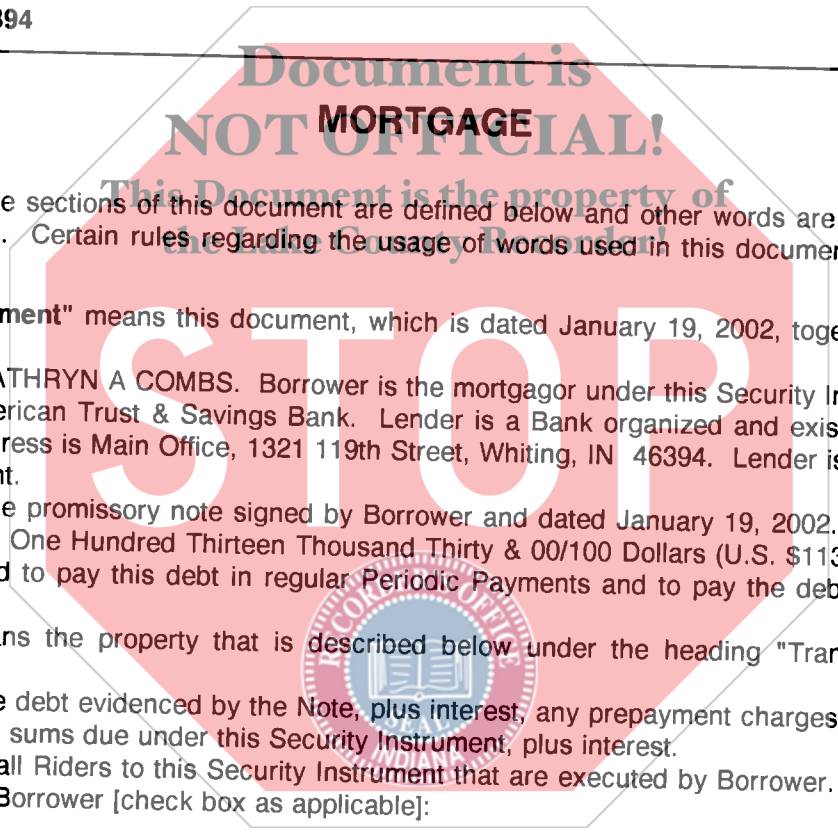 394
Document is
MORTGAGE
NOT OFFICIAL!
This Document is the property of
e sections of this document are defined below and other words are
the Lake County Recorder!
. Certain rules regarding the usage of words used in this documen
ment" means this document, which is dated January 19, 2002, toge
STOP
ATHRYN A COMBS. Borrower is the mortgagor under this Security In
erican Trust & Savings Bank. Lender is a Bank organized and exis
ress is Main Office, 1321 119th Street, Whiting, IN 46394. Lender is
nt.
e promissory note signed by Borrower and dated January 19, 2002.
One Hundred Thirteen Thousand Thirty & 00/100 Dollars (U.S. $113
d to pay this debt in regular Periodic Payments and to pay the deb
RECORDER'S OFFICE
ns the property that is described below under the heading "Tran
e debt evidenced by the Note, plus interest, any prepayment charges
SEAL
sums due under this Security Instrument, plus interest.
INDIANA
all Riders to this Security Instrument that are executed by Borrower.
Borrower [check box as applicable]: